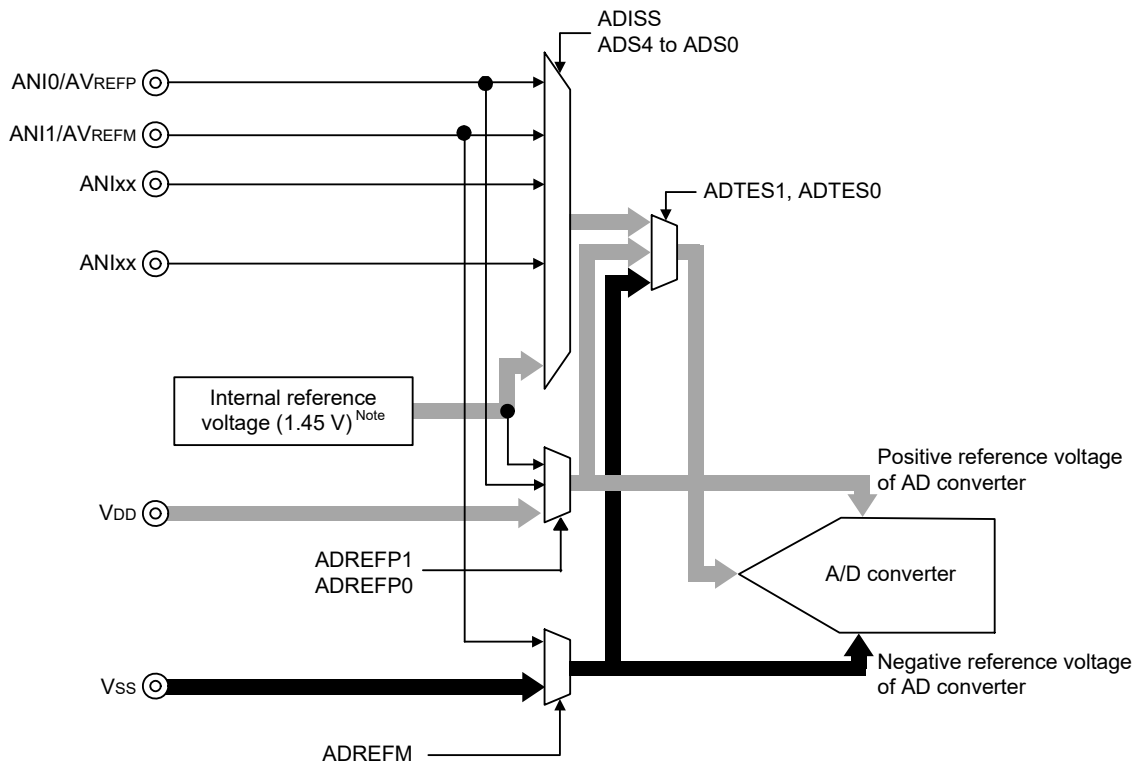 ADISS
ADS4 to ADS0
ANI0/AVREFP
ANI1/AVREFM
ANIxx
ADTES1, ADTES0
ANIxx
Internal reference
voltage (1.45 V) Note
Positive reference voltage
of AD converter
VDD
ADREFP1
ADREFP0
A/D converter
Negative reference voltage
of AD converter
VSS
ADREFM